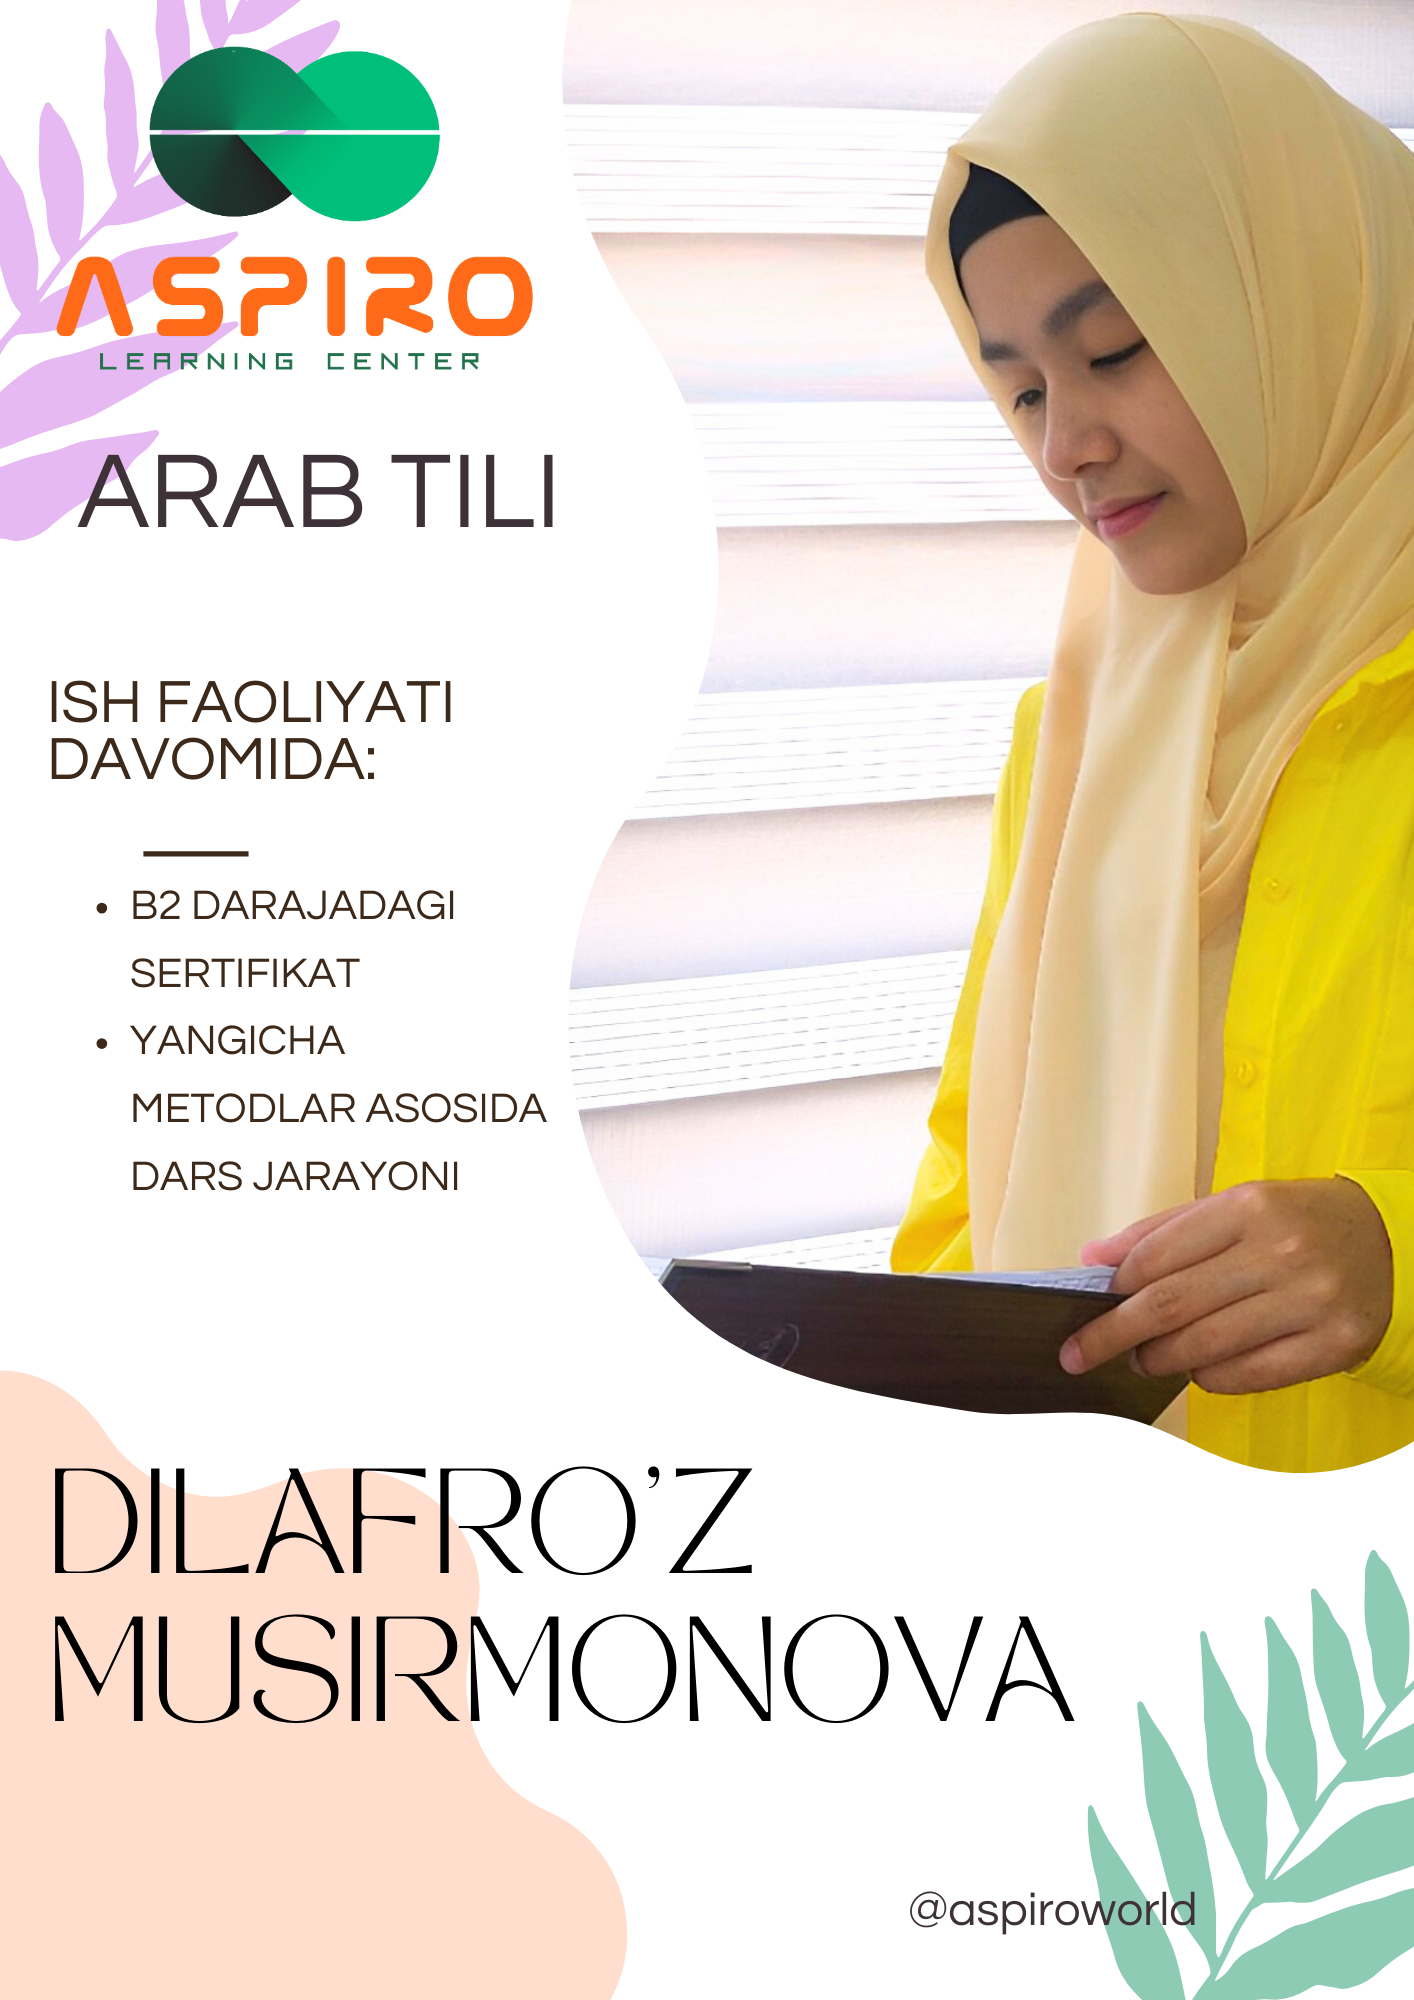 ASPIRO
LEARNING CENTER
ARAB TILI
ISH FAOLIYATI
DAVOMIDA:
• B2 DARAJADAGI
SERTIFIKAT
• YANGICHA
METODLAR ASOSIDA
DARS JARAYONI
DILAFRO’Z
MUSIRMONOVA
@aspiroworld